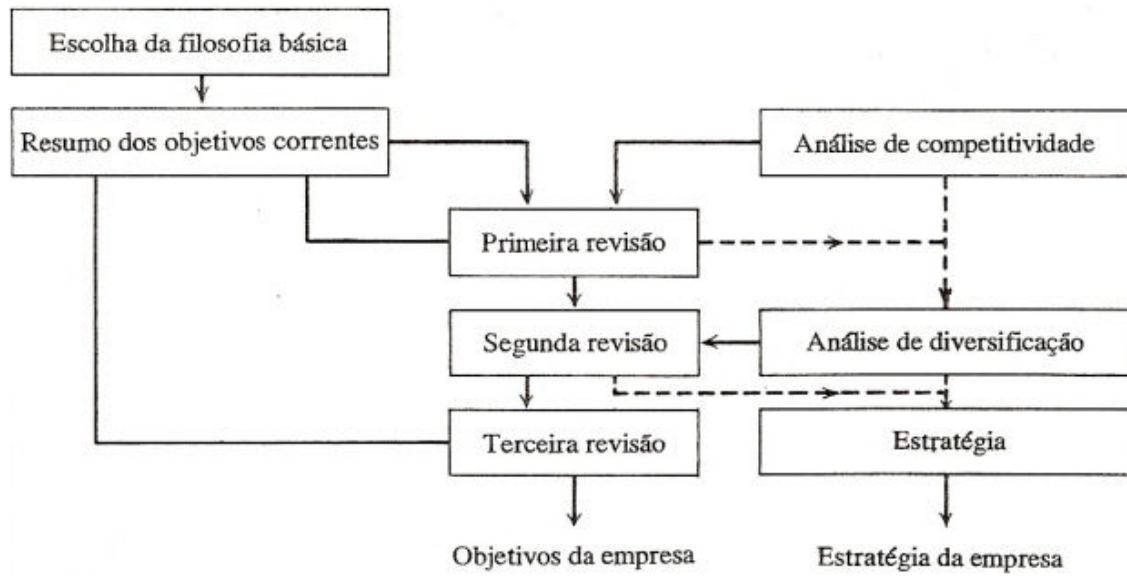 Escolha da filosofia básica
Resumo dos objetivos correntes
Análise de competitividade
Primeira revisão
Segunda revisão
Análise de diversificação
Terceira revisão
Estratégia
Objetivos da empresa
Estratégia da empresa